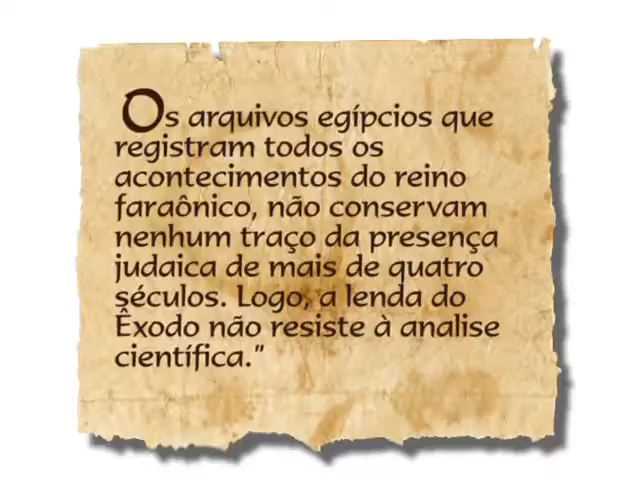 Os arquivos egípcios que
registram todos os
acontecimentos do reino
faraônico, não conservam
nenhum traço da presença
judaica de mais de quatro
séculos. Logo, a lenda do
Êxodo não resiste à analise
científica."